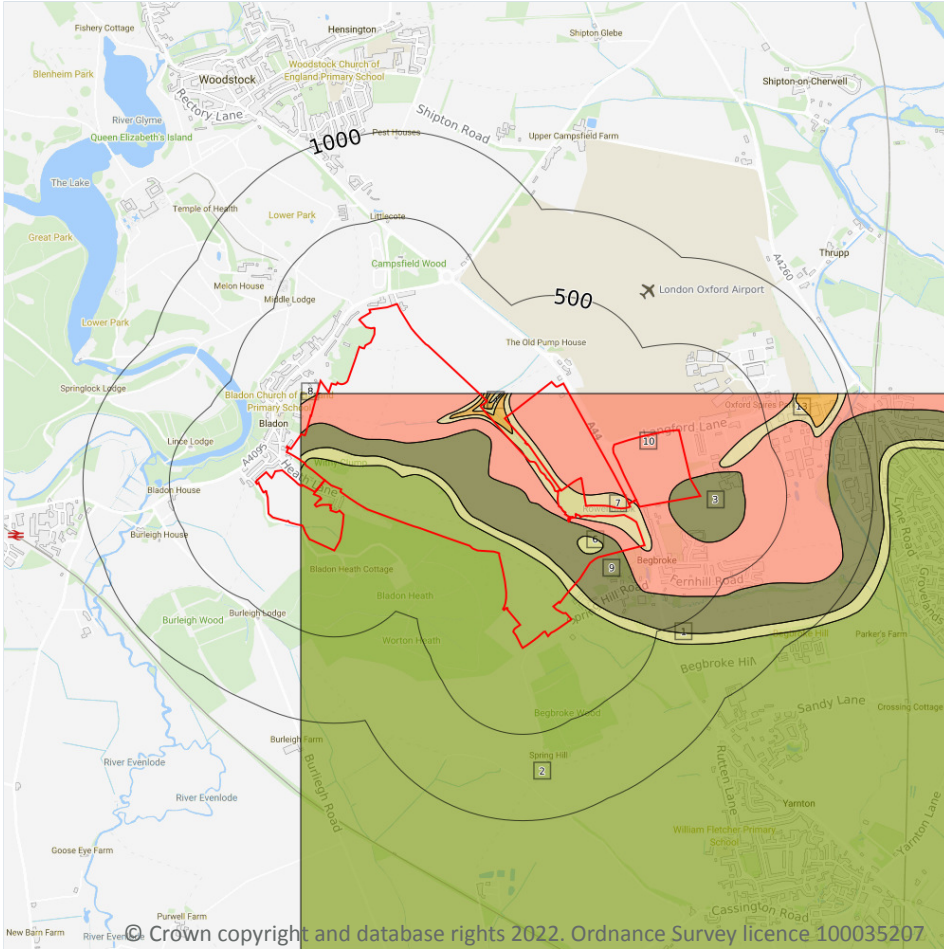 Fishery Cottage
Hensington
Shipton Glebe
Blenheim Park
Woodstock
Woodstock Church of
England Primary School
Shipton-on-Cherwell
Rectory Lane
River Glyme
Queen Elizabeth's Island
1000
Pest Houses
Shipton Road
Upper Campsfield Farm
The Lake
Temple of Health
Lower Park
Littlecote
Great Park
Thrupp
A4260
Campsfield Wood
Meion House
Middle Lodge
500
London Oxford Airport
Lower Park
The Old Pump House
Springlock Lodge
8
Bladon Church of
Primary
Oxford Spires
13
Bladon
A44
Langford Lane
10
Lince Lodge
A4095
Heath Lane
Bladon House
7
3
Lyne Road
Burleigh House
6
Begbroke
Bladon Heath Cottage
9
Fernhill Road
Grovelands
Bladon Heath
Burleigh Lodge
Spring Hill Road
Burleigh Wood
1
Begbroke Hill
Parker's Farm
Worton Heath
Begbroke Hill
Sandy Lane
Crossing Cottage
Begbroke Wood
Burleigh Farm
Spring Hill
River Evenlode
2
Rutten Lane
River Evenlode
Burleigh Road
Yarnton
William Fletcher Primary
School
Yarnton Lane
Goose Eye Farm
Purwell Farm
Cassington Road
New Barn Farm
River Evenlode
© Crown copyright and database rights 2022. Ordnance Survey licence 100035207.